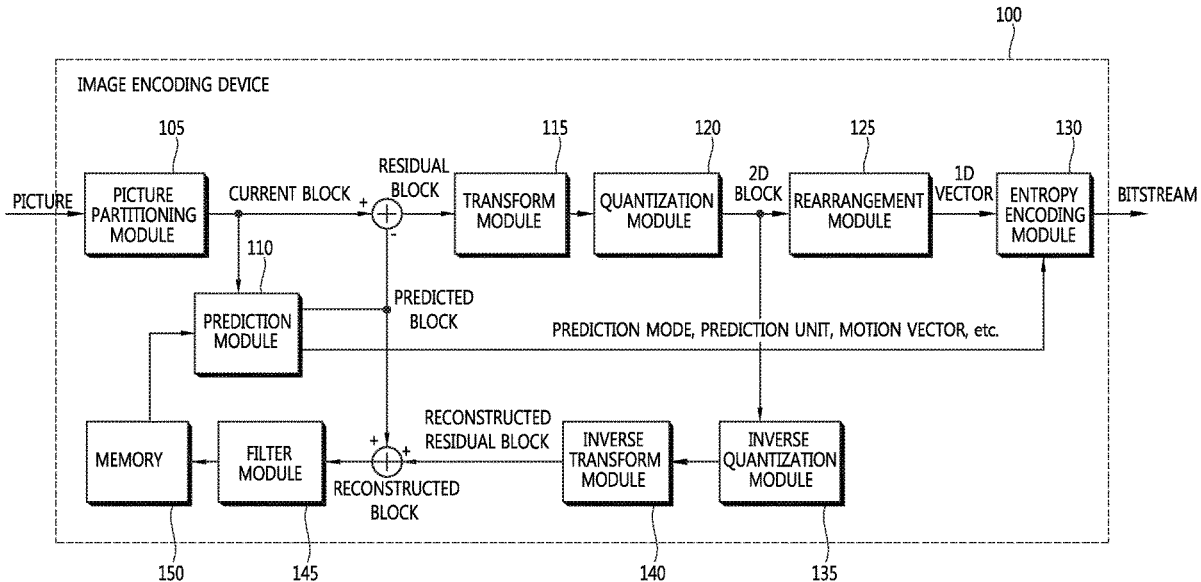 100
IMAGE ENCODING DEVICE
105
115
120
125
130
PICTURE
PICTURE
PARTITIONING
MODULE
CURRENT BLOCK
+
-
RESIDUAL
BLOCK
TRANSFORM
MODULE
QUANTIZATION
MODULE
2D
BLOCK
REARRANGEMENT
MODULE
1D
VECTOR
ENTROPY
ENCODING
MODULE
BITSTREAM
110
PREDICTION
MODULE
PREDICTED
BLOCK
PREDICTION MODE, PREDICTION UNIT, MOTION VECTOR, etc.
MEMORY
FILTER
MODULE
+
+
RECONSTRUCTED
BLOCK
RECONSTRUCTED
RESIDUAL BLOCK
INVERSE
TRANSFORM
MODULE
INVERSE
QUANTIZATION
MODULE
150
145
140
135